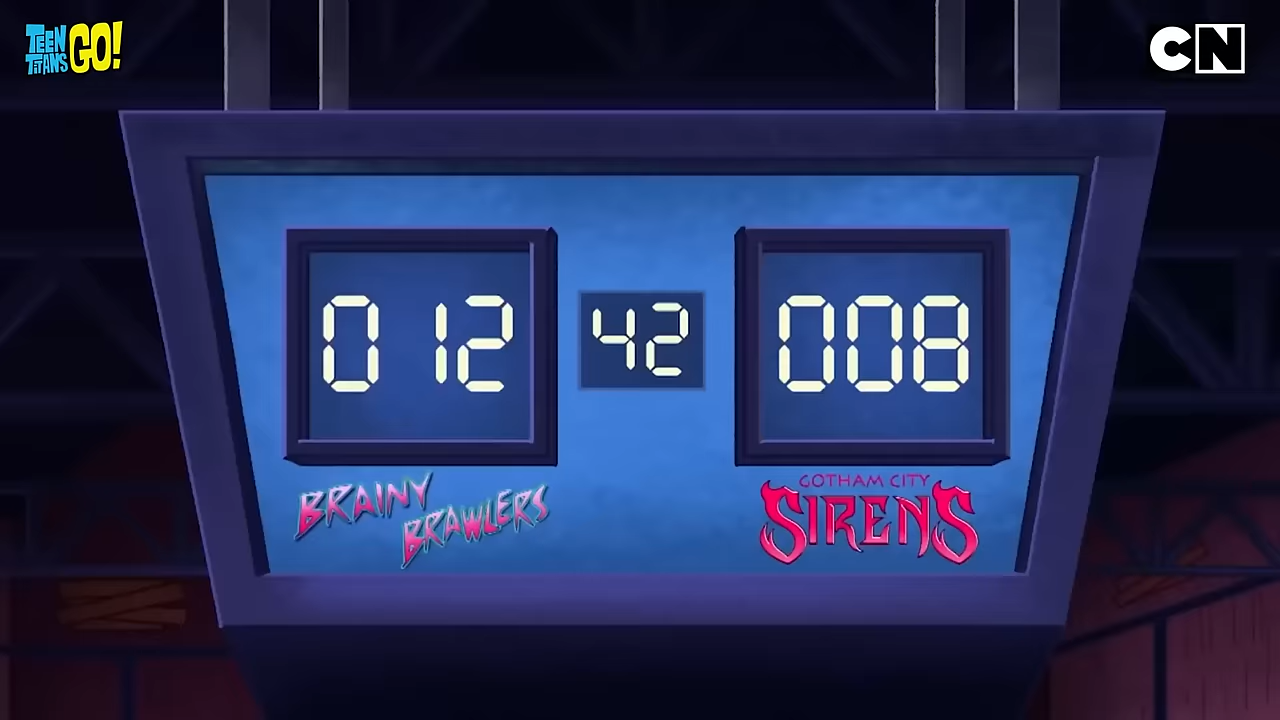 TEEN TITANS GO!
CN
012
42
008
BRAINY BRAWLERS
GOTHAM CITY
SIRENS